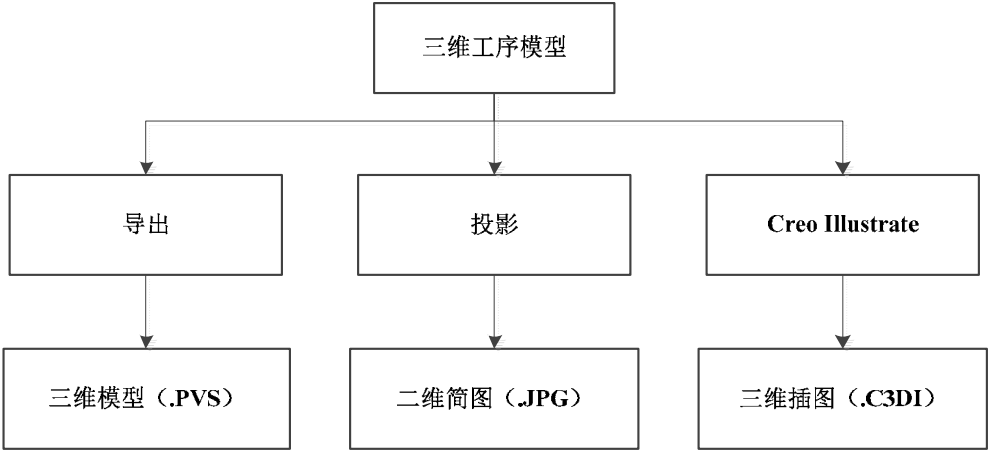 三维工序模型
导出
投影
Creo Illustrate
三维模型（.PVS）
二维简图（.JPG）
三维插图（.C3DI）